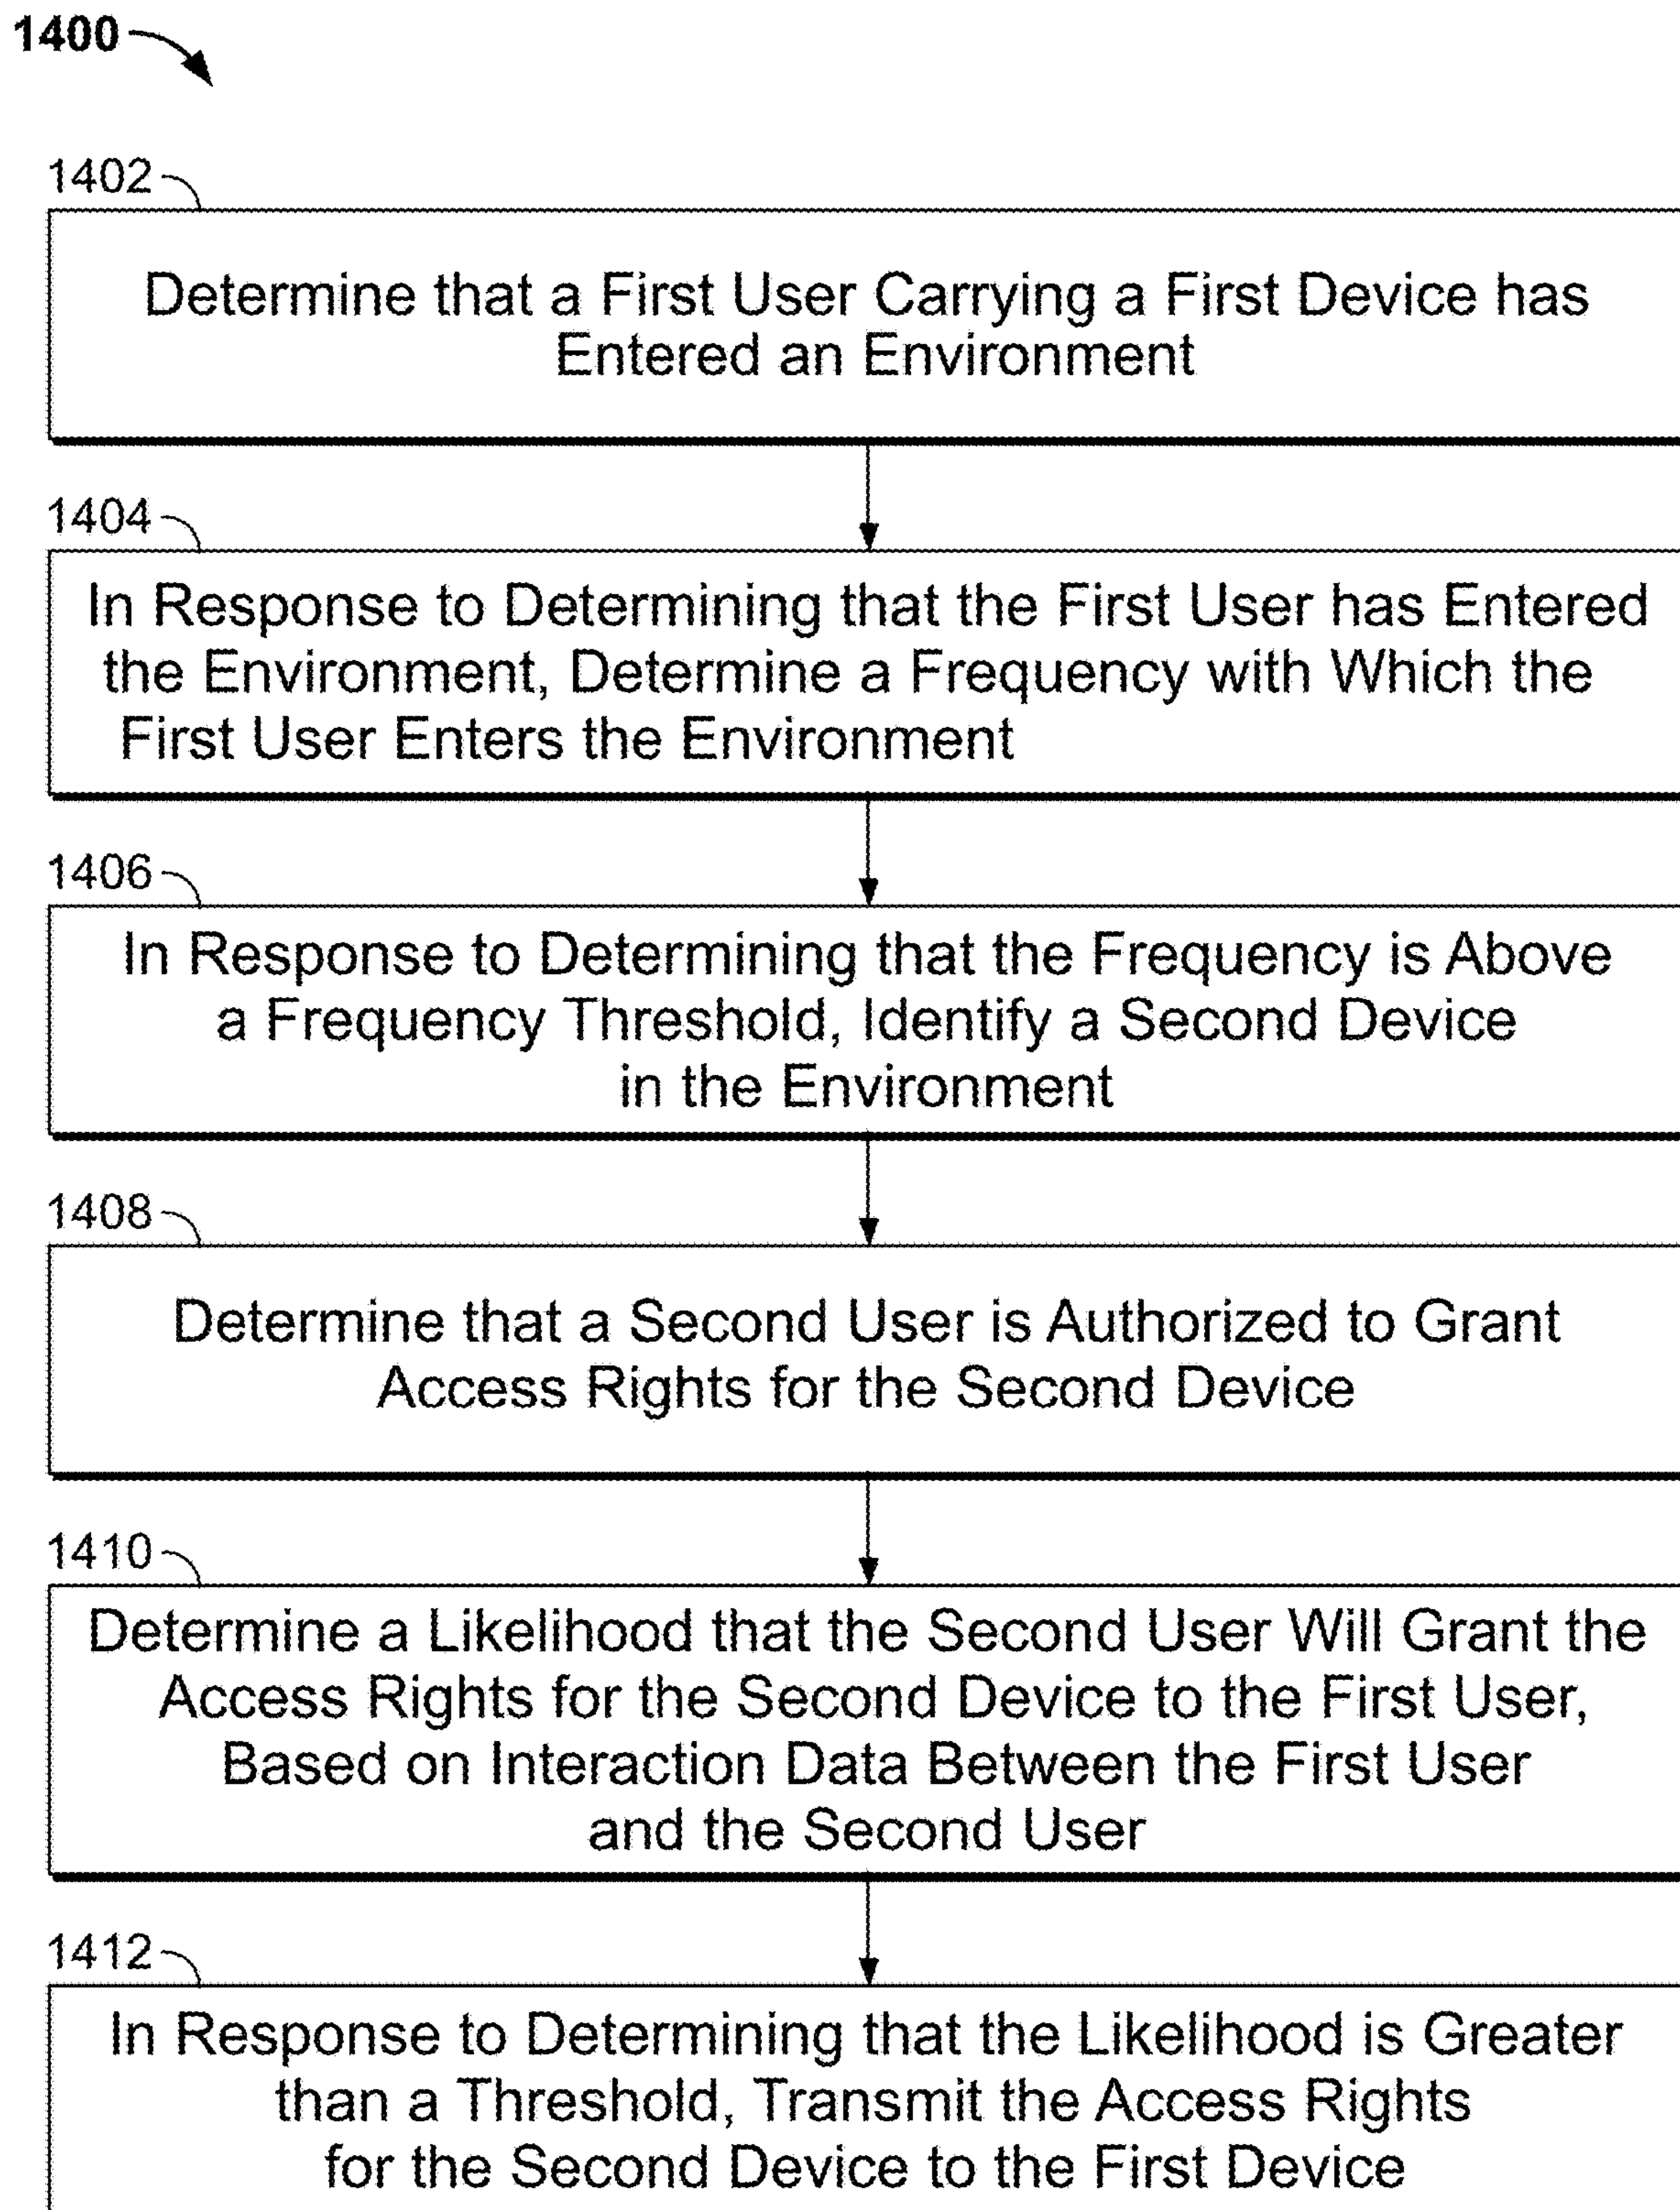 1400
1402
Determine that a First User Carrying a First Device has
Entered an Environment
1404
In Response to Determining that the First User has Entered
the Environment, Determine a Frequency with Which the
First User Enters the Environment
1406
In Response to Determining that the Frequency is Above
a Frequency Threshold, Identify a Second Device
in the Environment
1408
Determine that a Second User is Authorized to Grant
Access Rights for the Second Device
1410
Determine a Likelihood that the Second User Will Grant the
Access Rights for the Second Device to the First User,
Based on Interaction Data Between the First User
and the Second User
1412
In Response to Determining that the Likelihood is Greater
than a Threshold, Transmit the Access Rights
for the Second Device to the First Device